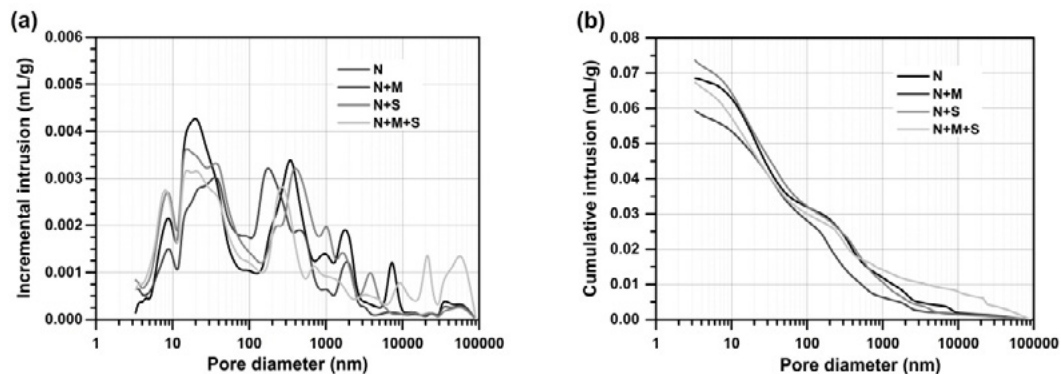 (a)
0.006
0.005
0.004
0.003
0.002
0.001
0.000
Incremental intrusion (mL/g)
N
N+M
N+S
N+M+S
1 10 100 1000 10000 100000
Pore diameter (nm)
(b)
0.08
0.07
0.06
0.05
0.04
0.03
0.02
0.01
0.00
Cumulative intrusion (mL/g)
N
N+M
N+S
N+M+S
1 10 100 1000 10000 100000
Pore diameter (nm)